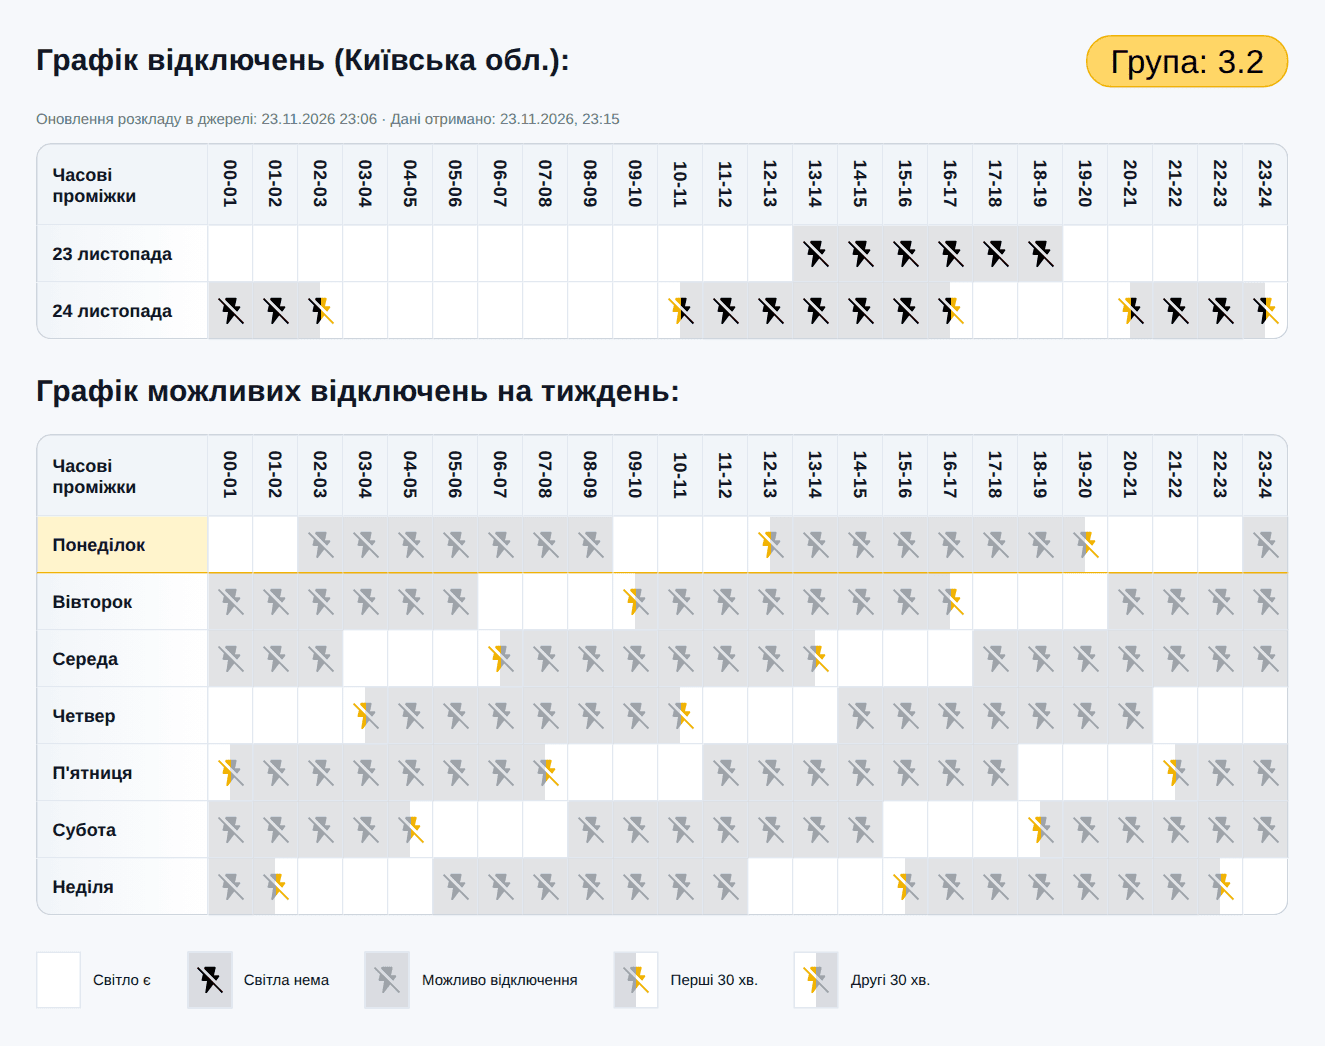 Графік відключень (Київська обл.):
Група: 3.2
Оновлення розкладу в джерелі: 23.11.2026 23:06 · Дані отримано: 23.11.2026, 23:15
Часові
проміжки
00-01 01-02 02-03 03-04 04-05 05-06 06-07 07-08 08-09 09-10 10-11 11-12 12-13 13-14 14-15 15-16 16-17 17-18 18-19 19-20 20-21 21-22 22-23 23-24
23 листопада
24 листопада
Графік можливих відключень на тиждень:
Часові
проміжки
00-01 01-02 02-03 03-04 04-05 05-06 06-07 07-08 08-09 09-10 10-11 11-12 12-13 13-14 14-15 15-16 16-17 17-18 18-19 19-20 20-21 21-22 22-23 23-24
Понеділок
Вівторок
Середа
Четвер
П'ятниця
Субота
Неділя
Світло є
Світла нема
Можливо відключення
Перші 30 хв.
Другі 30 хв.